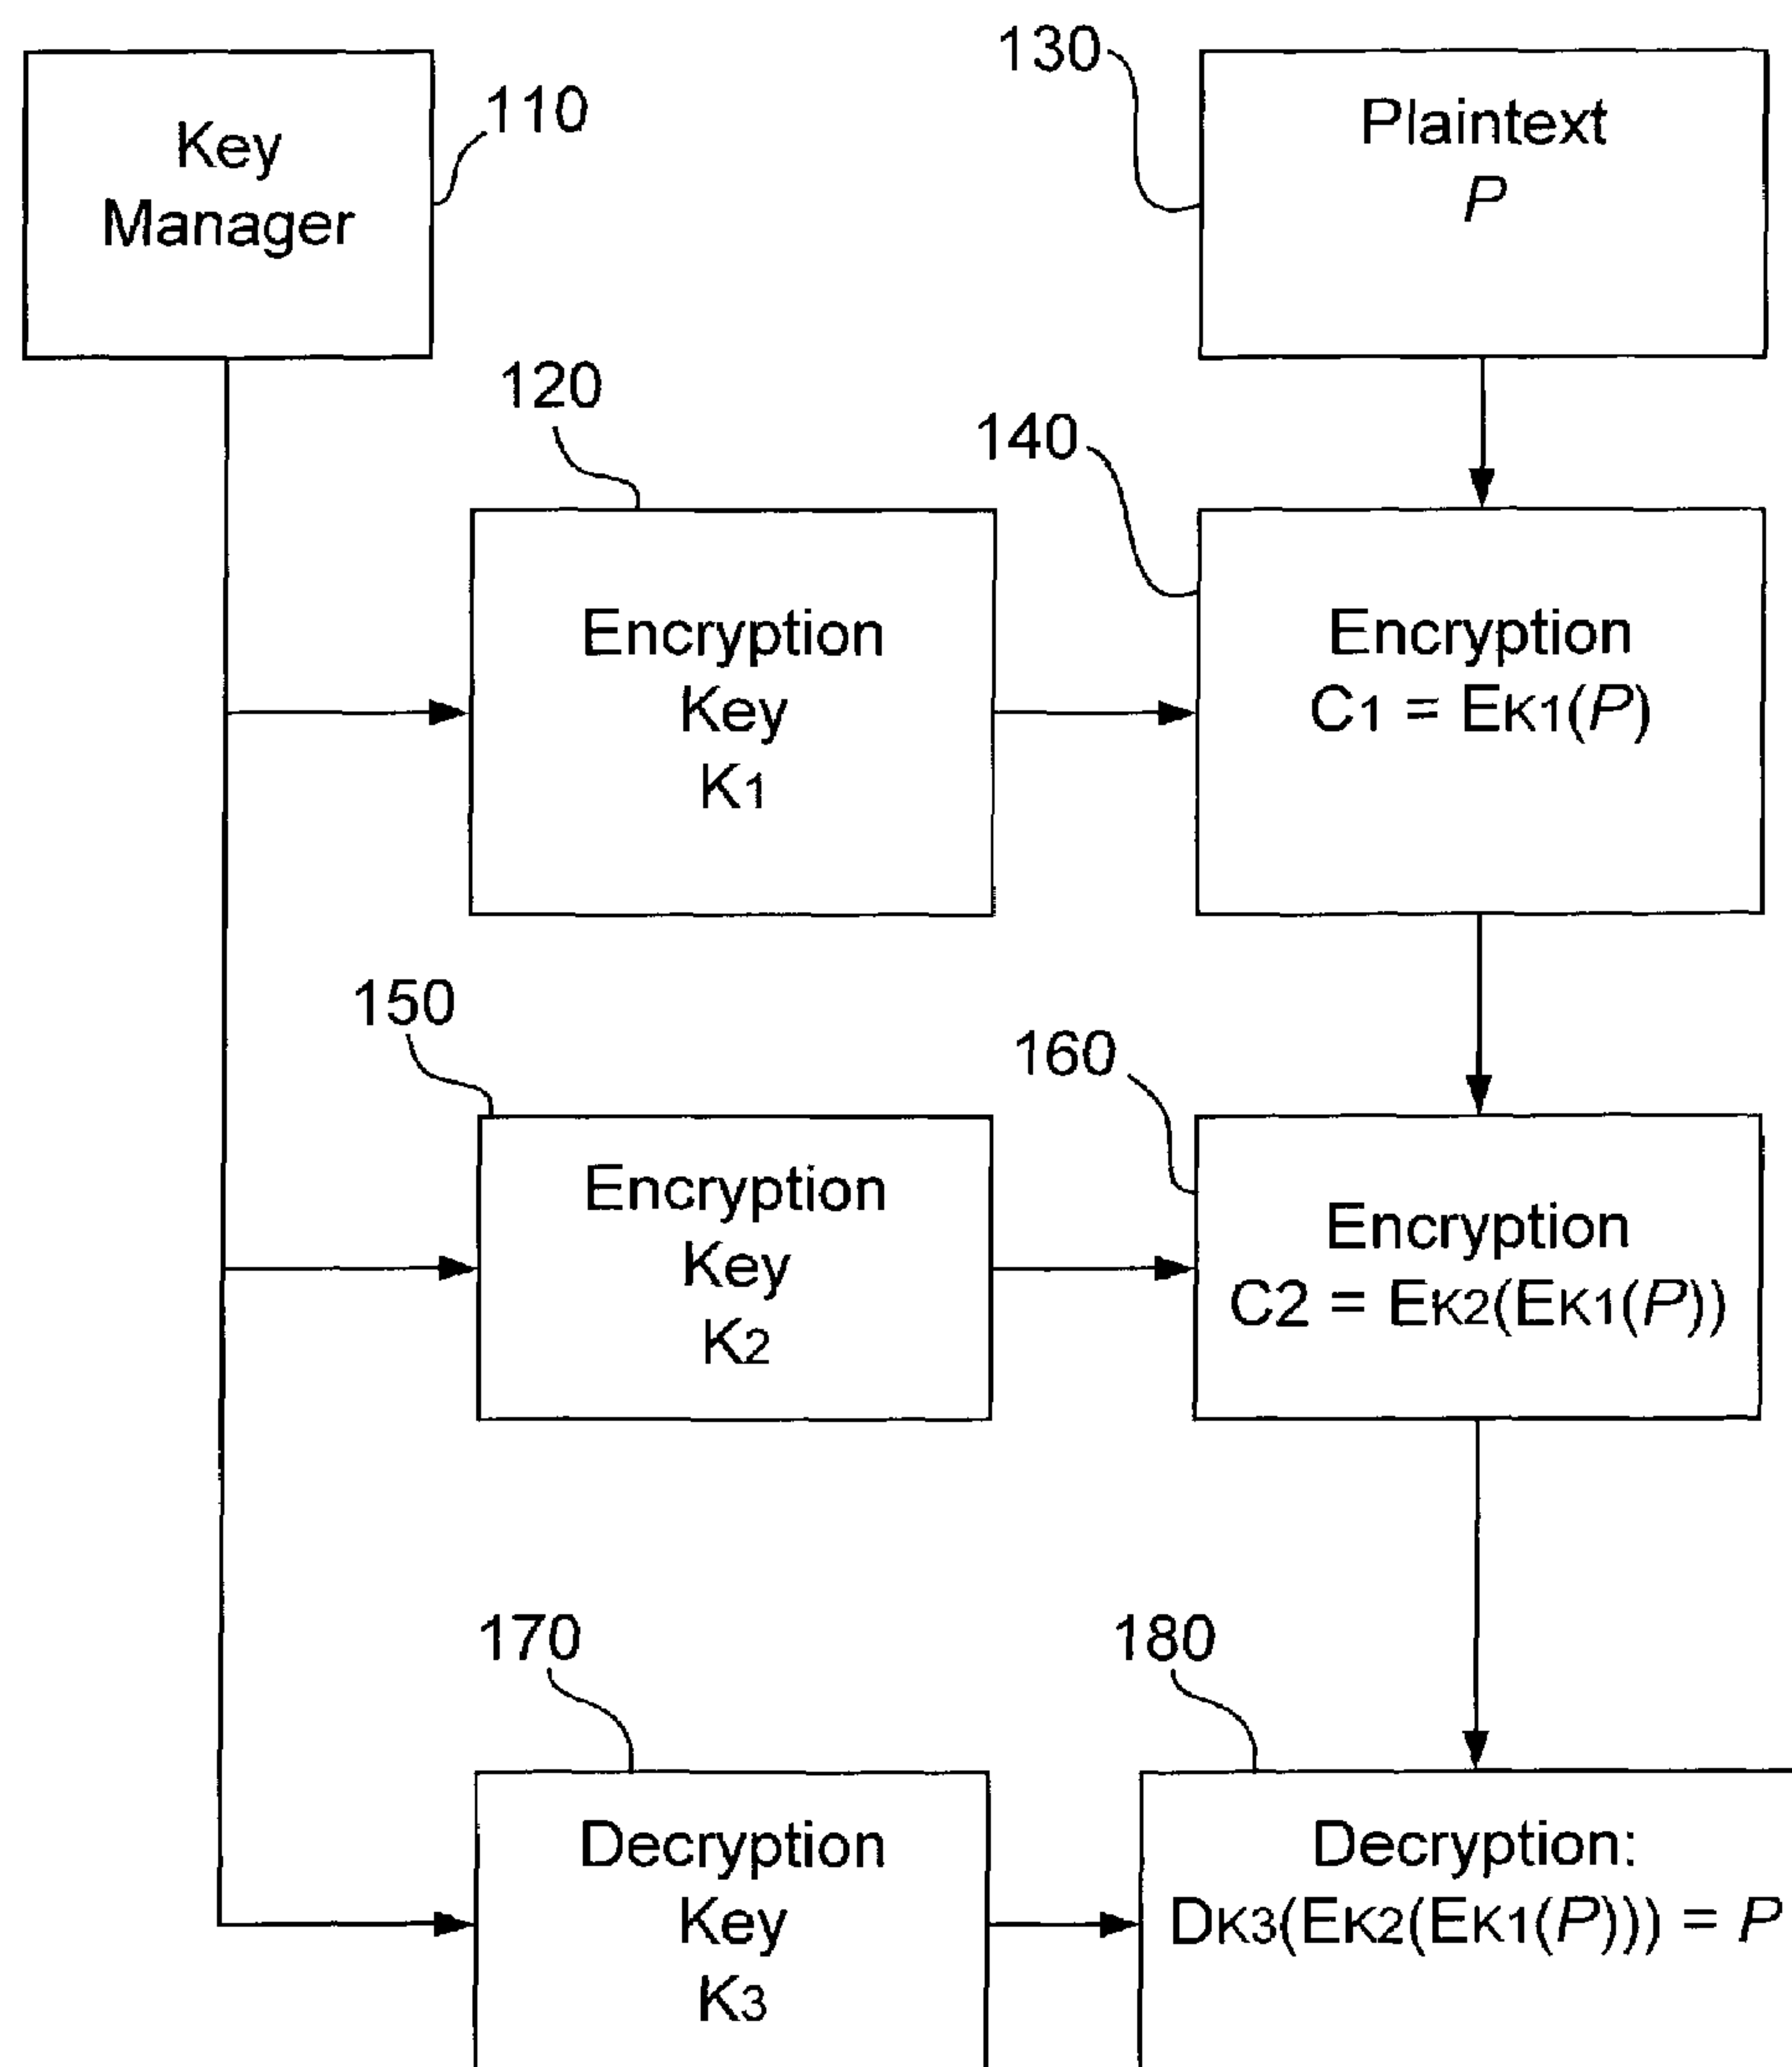 Key
Manager
110
130
Plaintext
P
120
140
Encryption
Key
K1
Encryption
C1 = EK1(P)
150
160
Encryption
Key
K2
Encryption
C2 = EK2(EK1(P))
170
180
Decryption
Key
K3
Decryption:
DK3(EK2(EK1(P))) = P